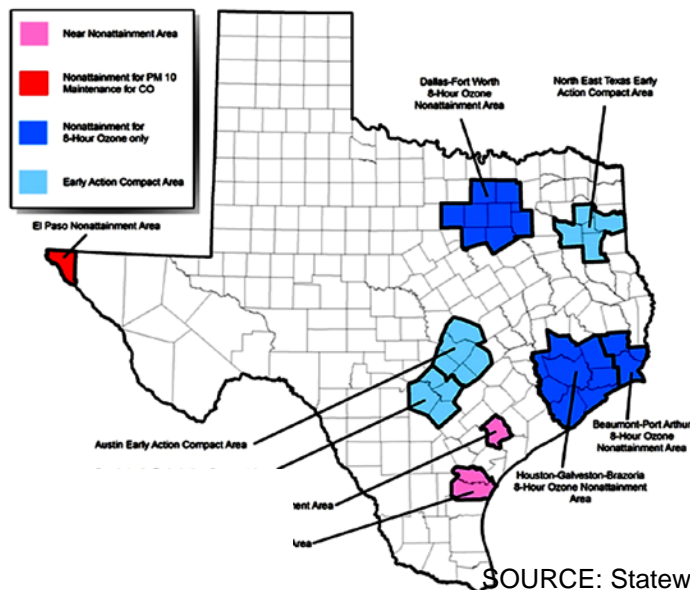 Near Nonattainment Area
Nonattainment for PM 10
Maintenance for CO
Nonattainment for
8-Hour Ozone only
Early Action Compact Area
Dallas-Fort Worth
8-Hour Ozone
Nonattainment Area
North East Texas Early
Action Compact Area
El Paso Nonattainment Area
Austin Early Action Compact Area
Beaumont-Port Arthur
8-Hour Ozone
Nonattainment Area
Houston-Galveston-Brazoria
8-Hour Ozone Nonattainment
Area
ment Area
Area
SOURCE: Statew